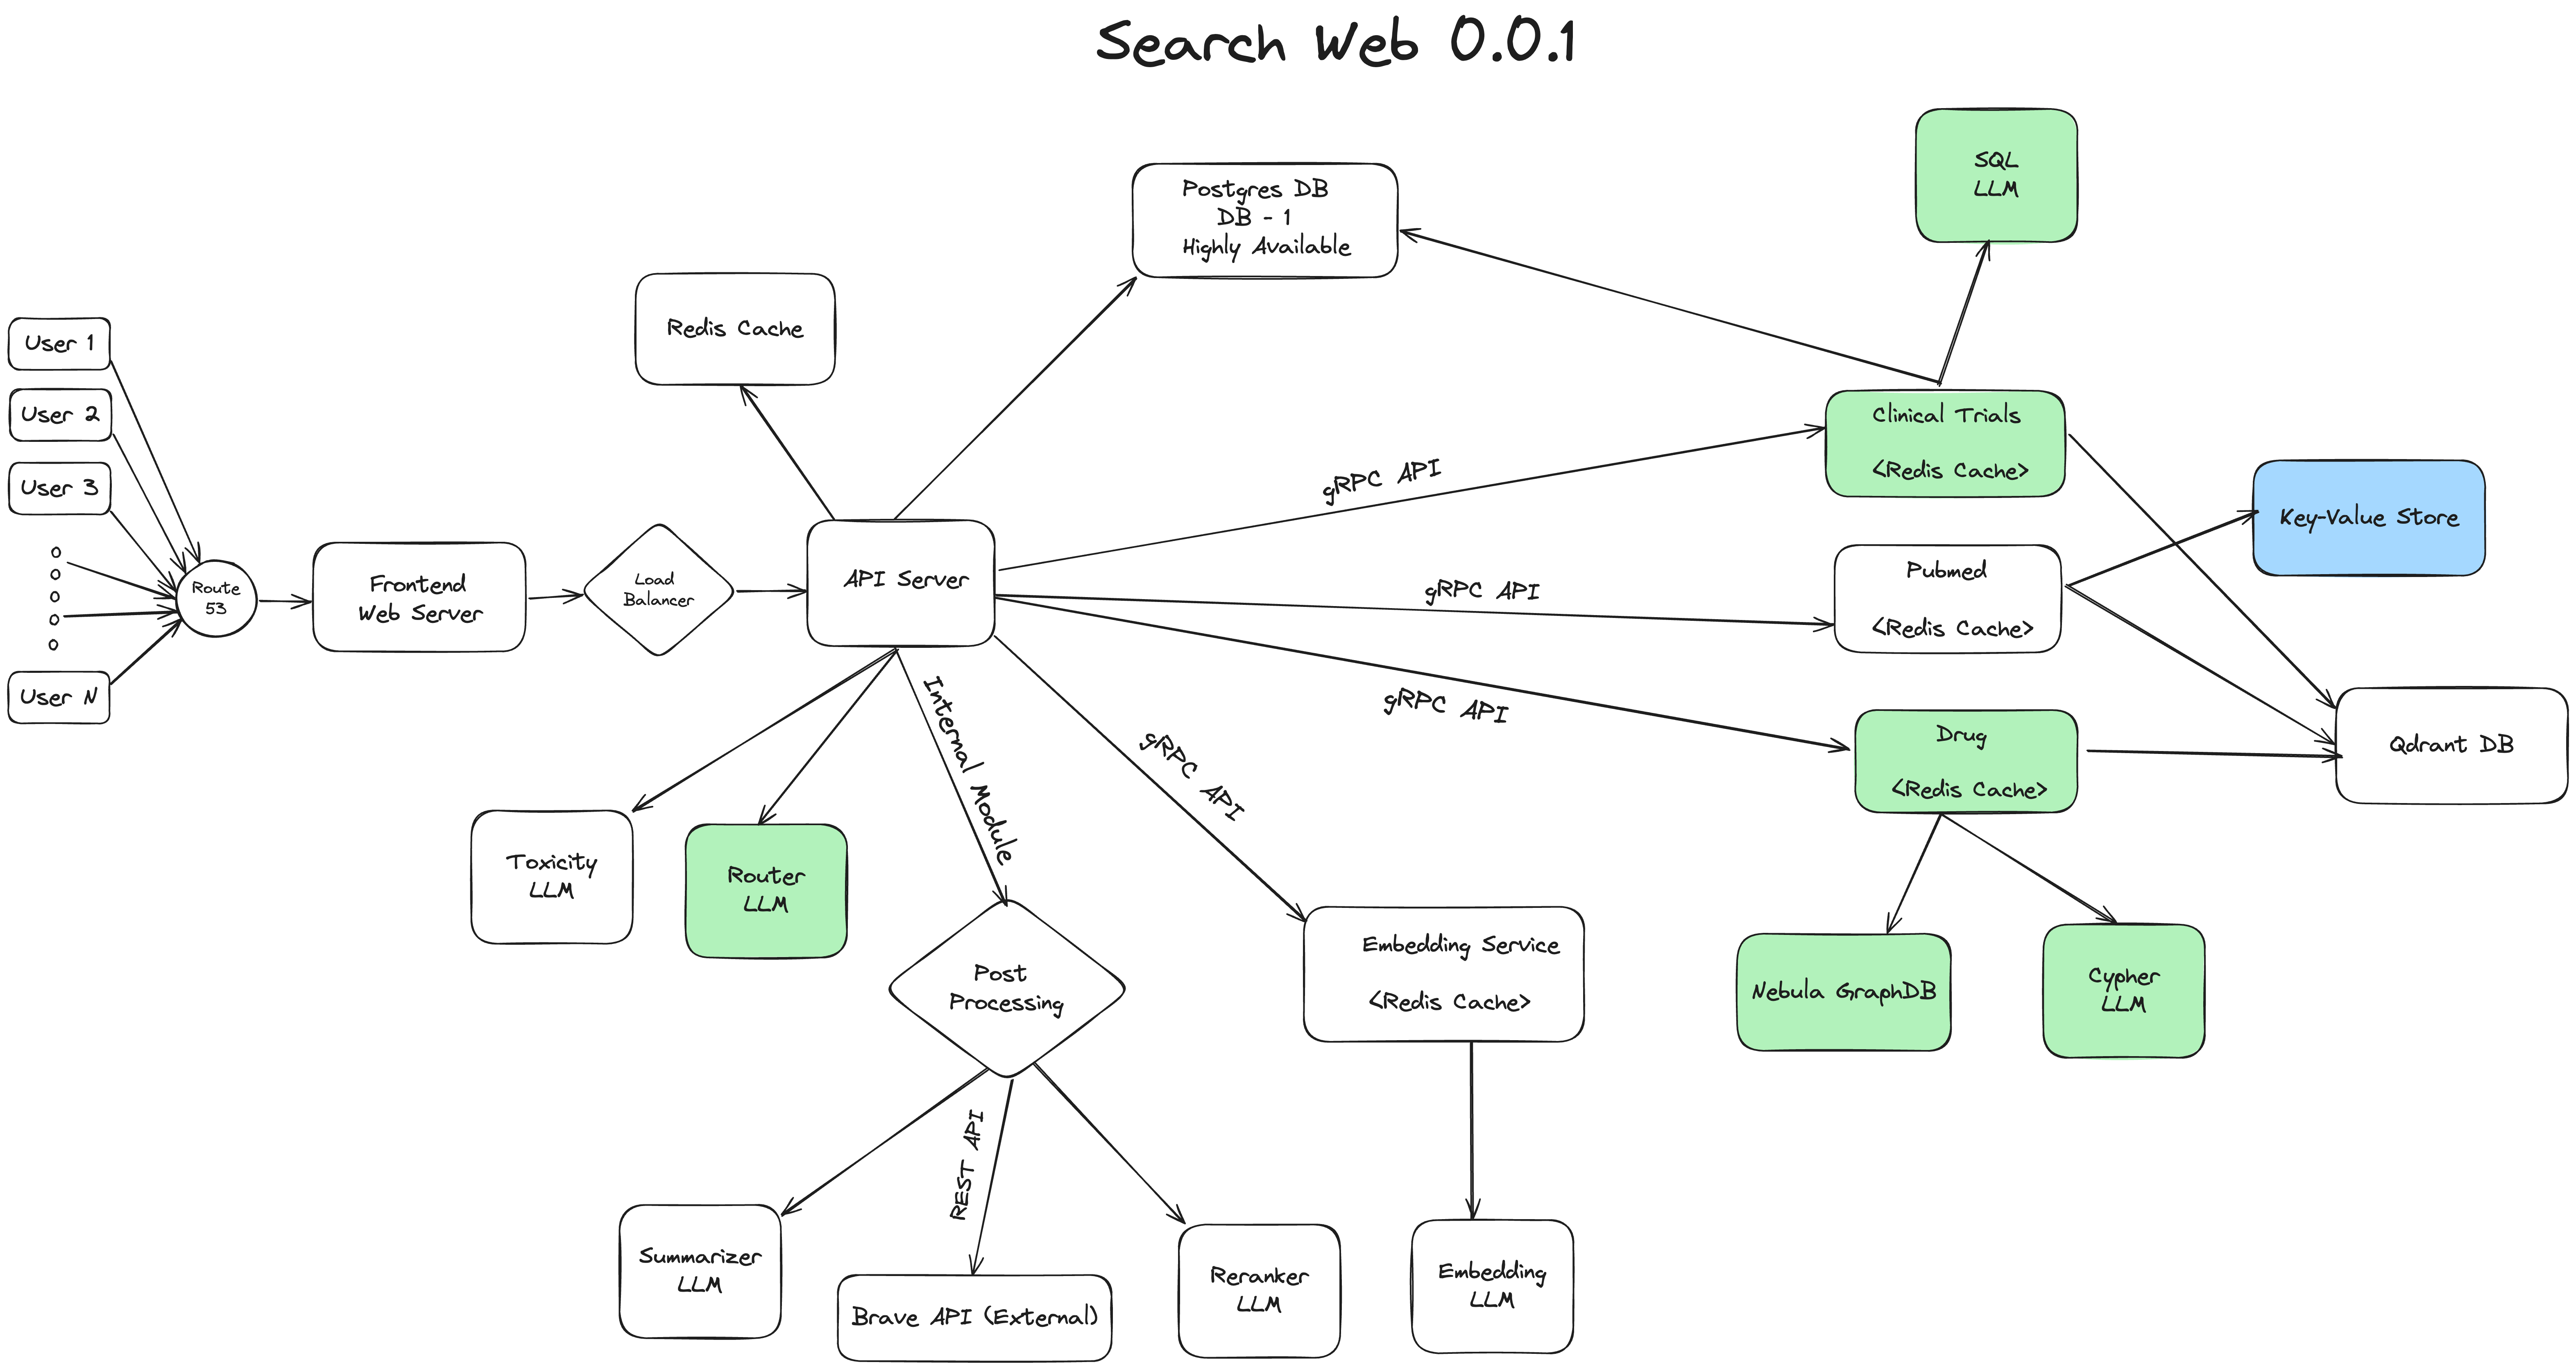 Search Web 0.0.1
SQL
LLM
Postgres DB
DB - 1
Highly Available
Redis Cache
User 1
User 2
User 3
User N
Route
53
Frontend
Web Server
Load
Balancer
API Server
gRPC API
Clinical Trials
<Redis Cache>
Key-Value Store
gRPC API
Pubmed
<Redis Cache>
gRPC API
Drug
<Redis Cache>
Qdrant DB
Internal Module
gRPC API
Toxicity
LLM
Router
LLM
Post
Processing
Embedding Service
<Redis Cache>
Nebula GraphDB
Cypher
LLM
REST API
Summarizer
LLM
Brave API (External)
Reranker
LLM
Embedding
LLM